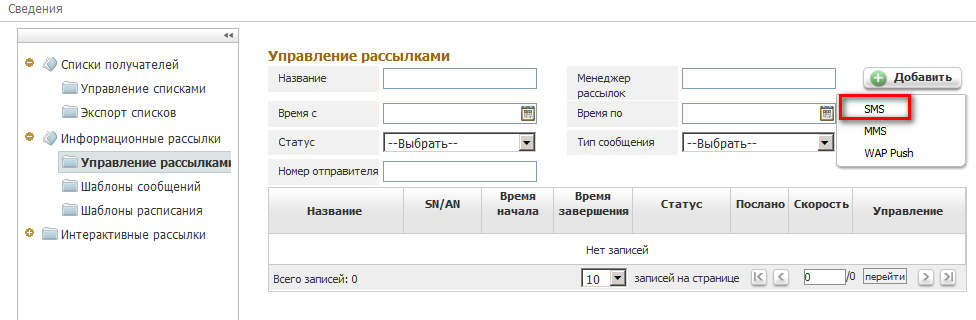 Сведения
Списки получателей
Управление списками
Экспорт списков
Информационные рассылки
Управление рассылками
Шаблоны сообщений
Шаблоны расписания
Интерактивные рассылки
Управление рассылками
Название
Менеджер рассылок
Добавить
Время с
Время по
SMS
MMS
WAP Push
Статус
--Выбрать--
Тип сообщения
--Выбрать--
Номер отправителя
Название SN/AN Время начала Время завершения Статус Послано Скорость Управление
Нет записей
Всего записей: 0 10 записей на странице 0 /0 перейти